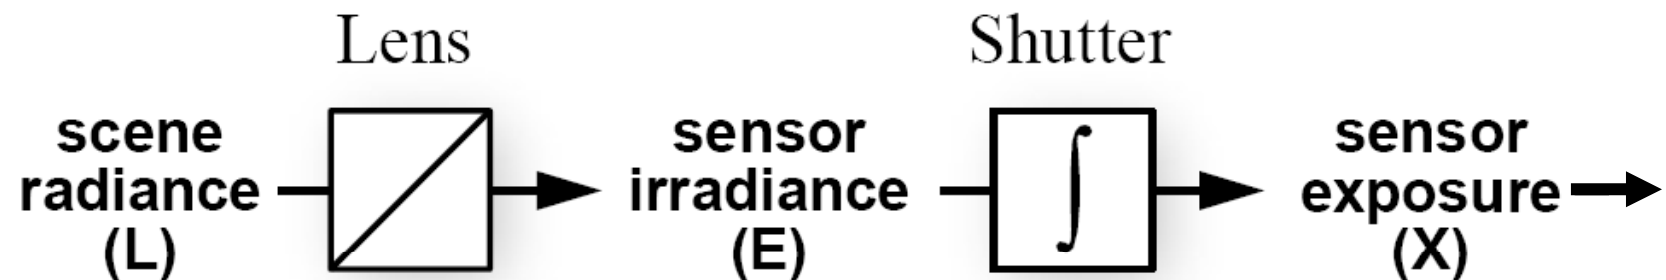 Lens
Shutter
scene
radiance
(L)
sensor
irradiance
(E)
∫
sensor
exposure
(X)